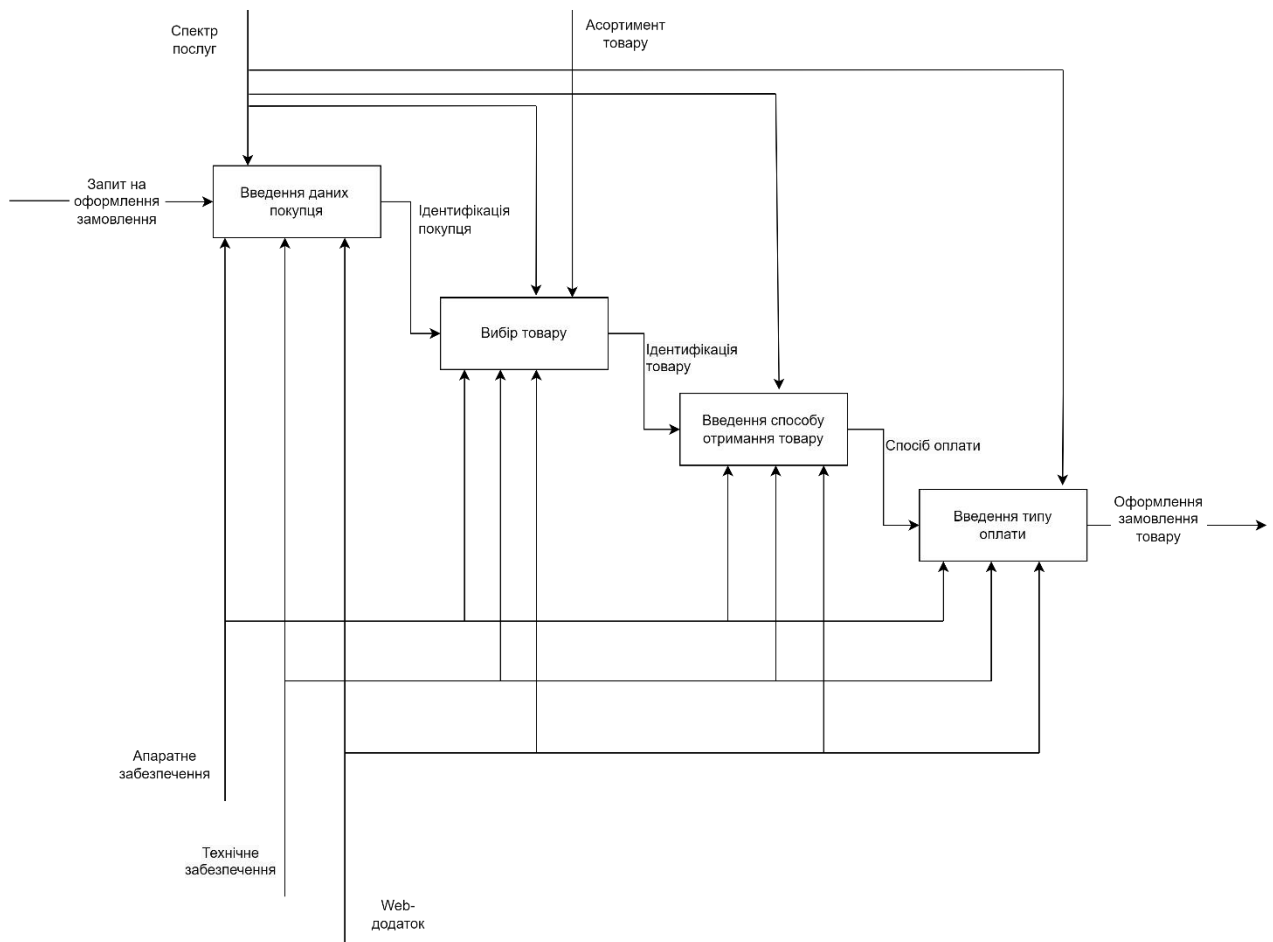 Спектр
послуг
Асортимент
товару
Запит на
оформлення
замовлення
Введення даних
покупця
Ідентифікація
покупця
Вибір товару
Ідентифікація
товару
Введення способу
отримання товару
Спосіб оплати
Введення типу
оплати
Оформлення
замовлення
товару
Апаратне
забезпечення
Технічне
забезпечення
Web-
додаток